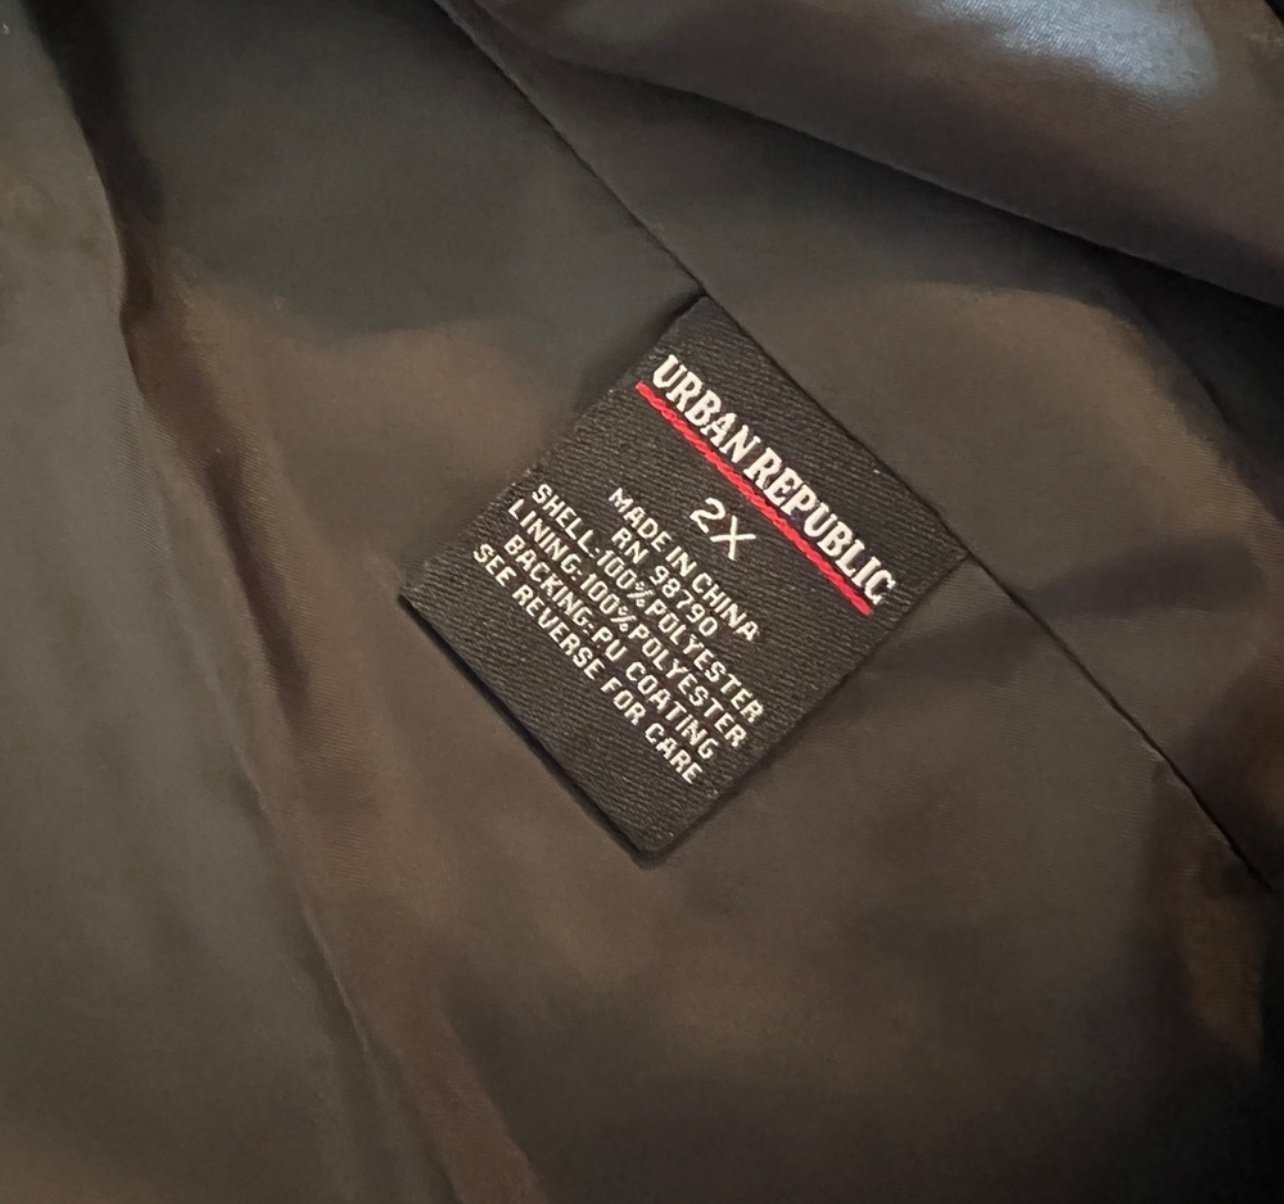 URBAN REPUBLIC
2X
MADE IN CHINA
RN 98790
SHELL:100%POLYESTER
LINING:100%POLYESTER
BACKING:PU COATING
SEE REVERSE FOR CARE